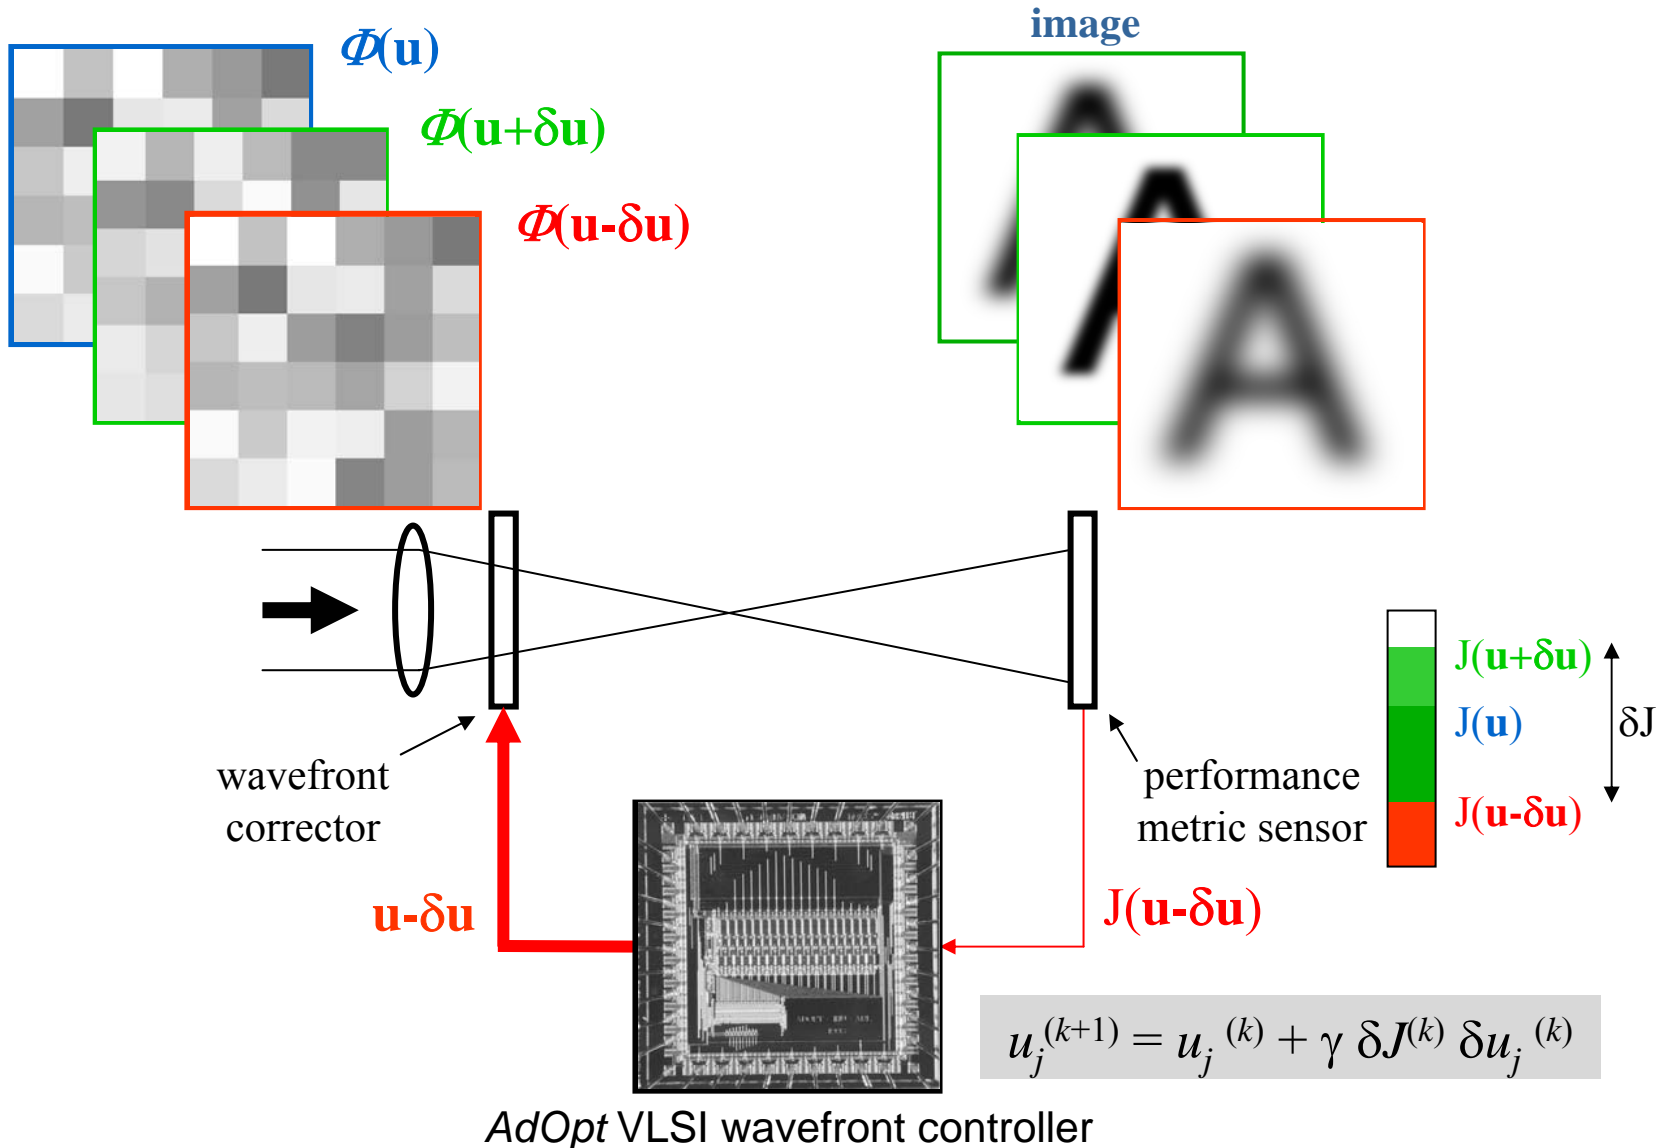 image
Φ(u)
Φ(u+δu)
Φ(u-δu)
A
A
A
J(u+δu)
J(u)
δJ
J(u-δu)
wavefront
corrector
performance
metric sensor
u-δu
J(u-δu)
u_j^(k+1) = u_j^(k) + γ δJ^(k) δu_j^(k)
AdOpt VLSI wavefront controller